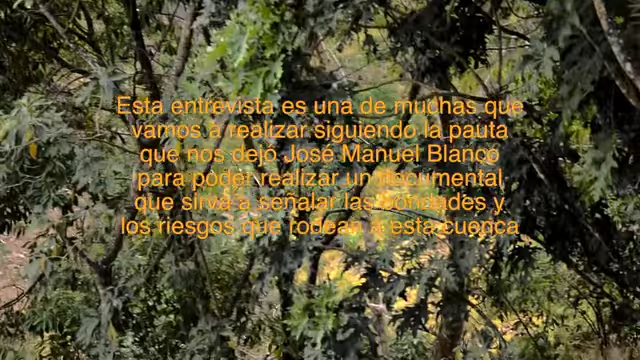 Esta entrevista es una de muchas que
vamos a realizar siguiendo la pauta
que nos dejó José Manuel Blanco
para poder realizar un documental
que sirva a señalar las bondades y
los riesgos que rodean a esta cuenca